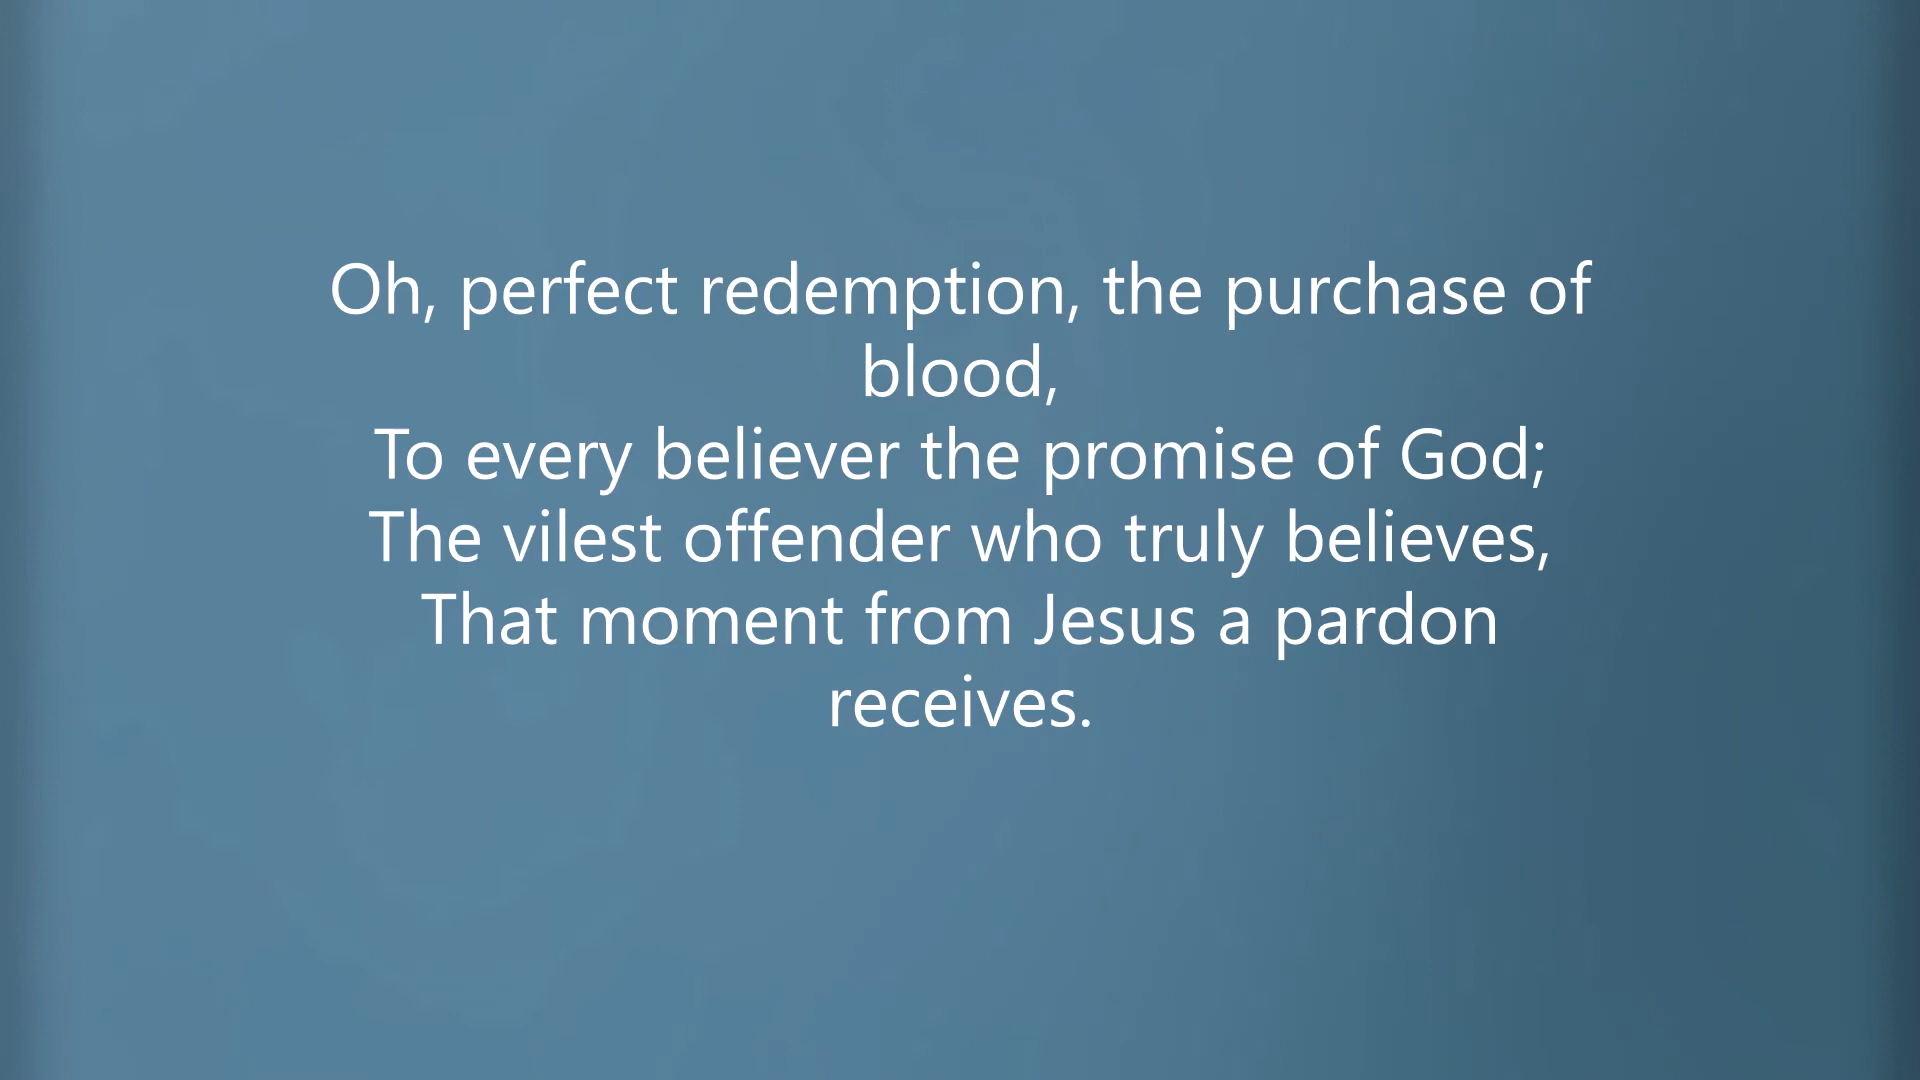 Oh, perfect redemption, the purchase of
blood,
To every believer the promise of God;
The vilest offender who truly believes,
That moment from Jesus a pardon
receives.